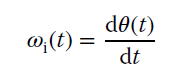 ωᵢ(t) = dθ(t)/dt